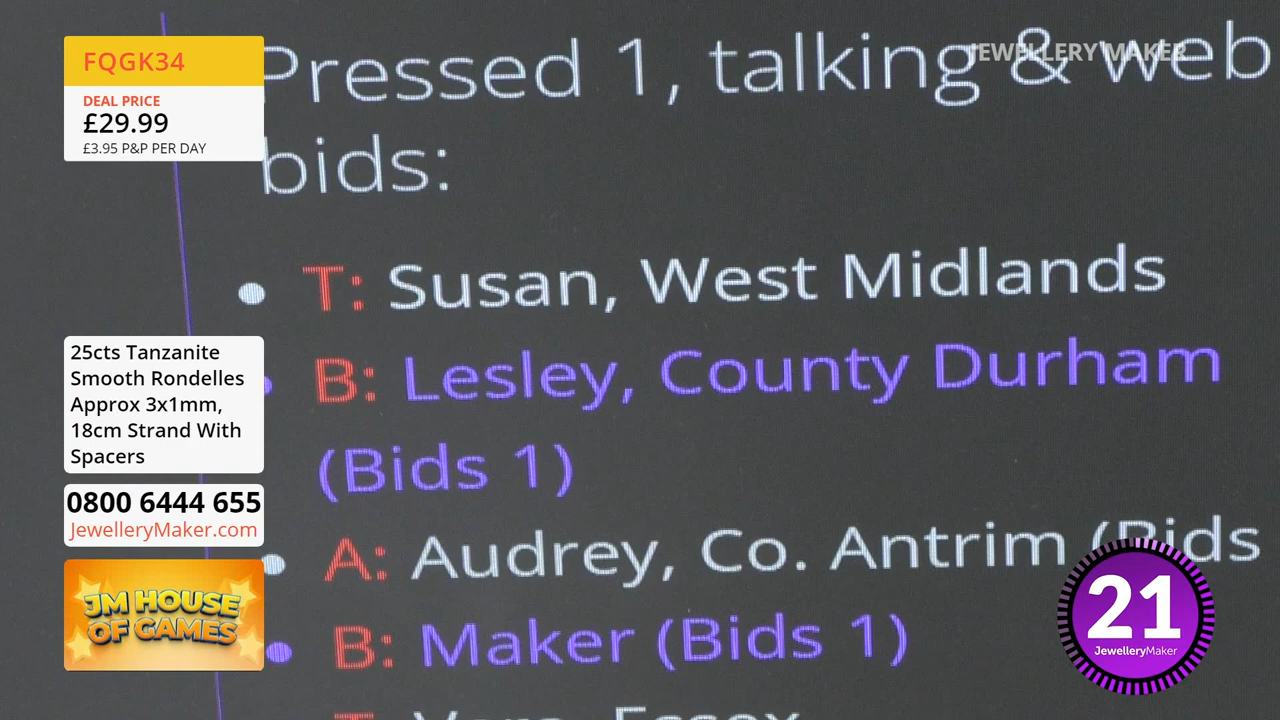 FQGK34
DEAL PRICE
£29.99
£3.95 P&P PER DAY
JEWELLERY MAKER
Pressed 1, talking & web
bids:
• T: Susan, West Midlands
• B: Lesley, County Durham
(Bids 1)
• A: Audrey, Co. Antrim (Bids
• B: Maker (Bids 1)
T: Vera, Essex
25cts Tanzanite
Smooth Rondelles
Approx 3x1mm,
18cm Strand With
Spacers
0800 6444 655
JewelleryMaker.com
JM HOUSE
OF GAMES
21
JewelleryMaker